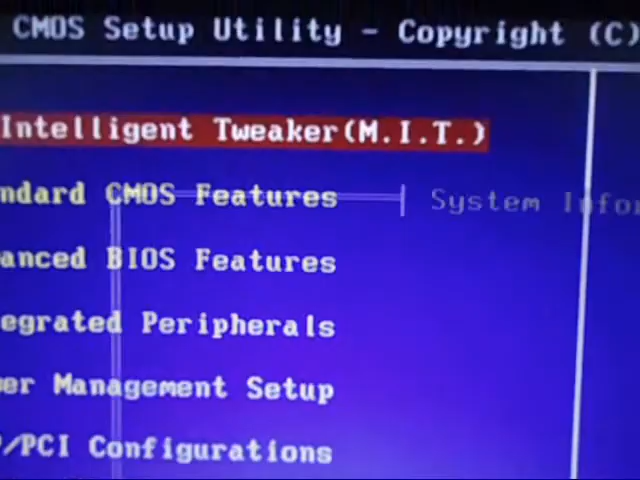 CMOS Setup Utility - Copyright (C)
Intelligent Tweaker(M.I.T.)
ndard CMOS Features
System Infor
anced BIOS Features
egrated Peripherals
er Management Setup
/PCI Configurations